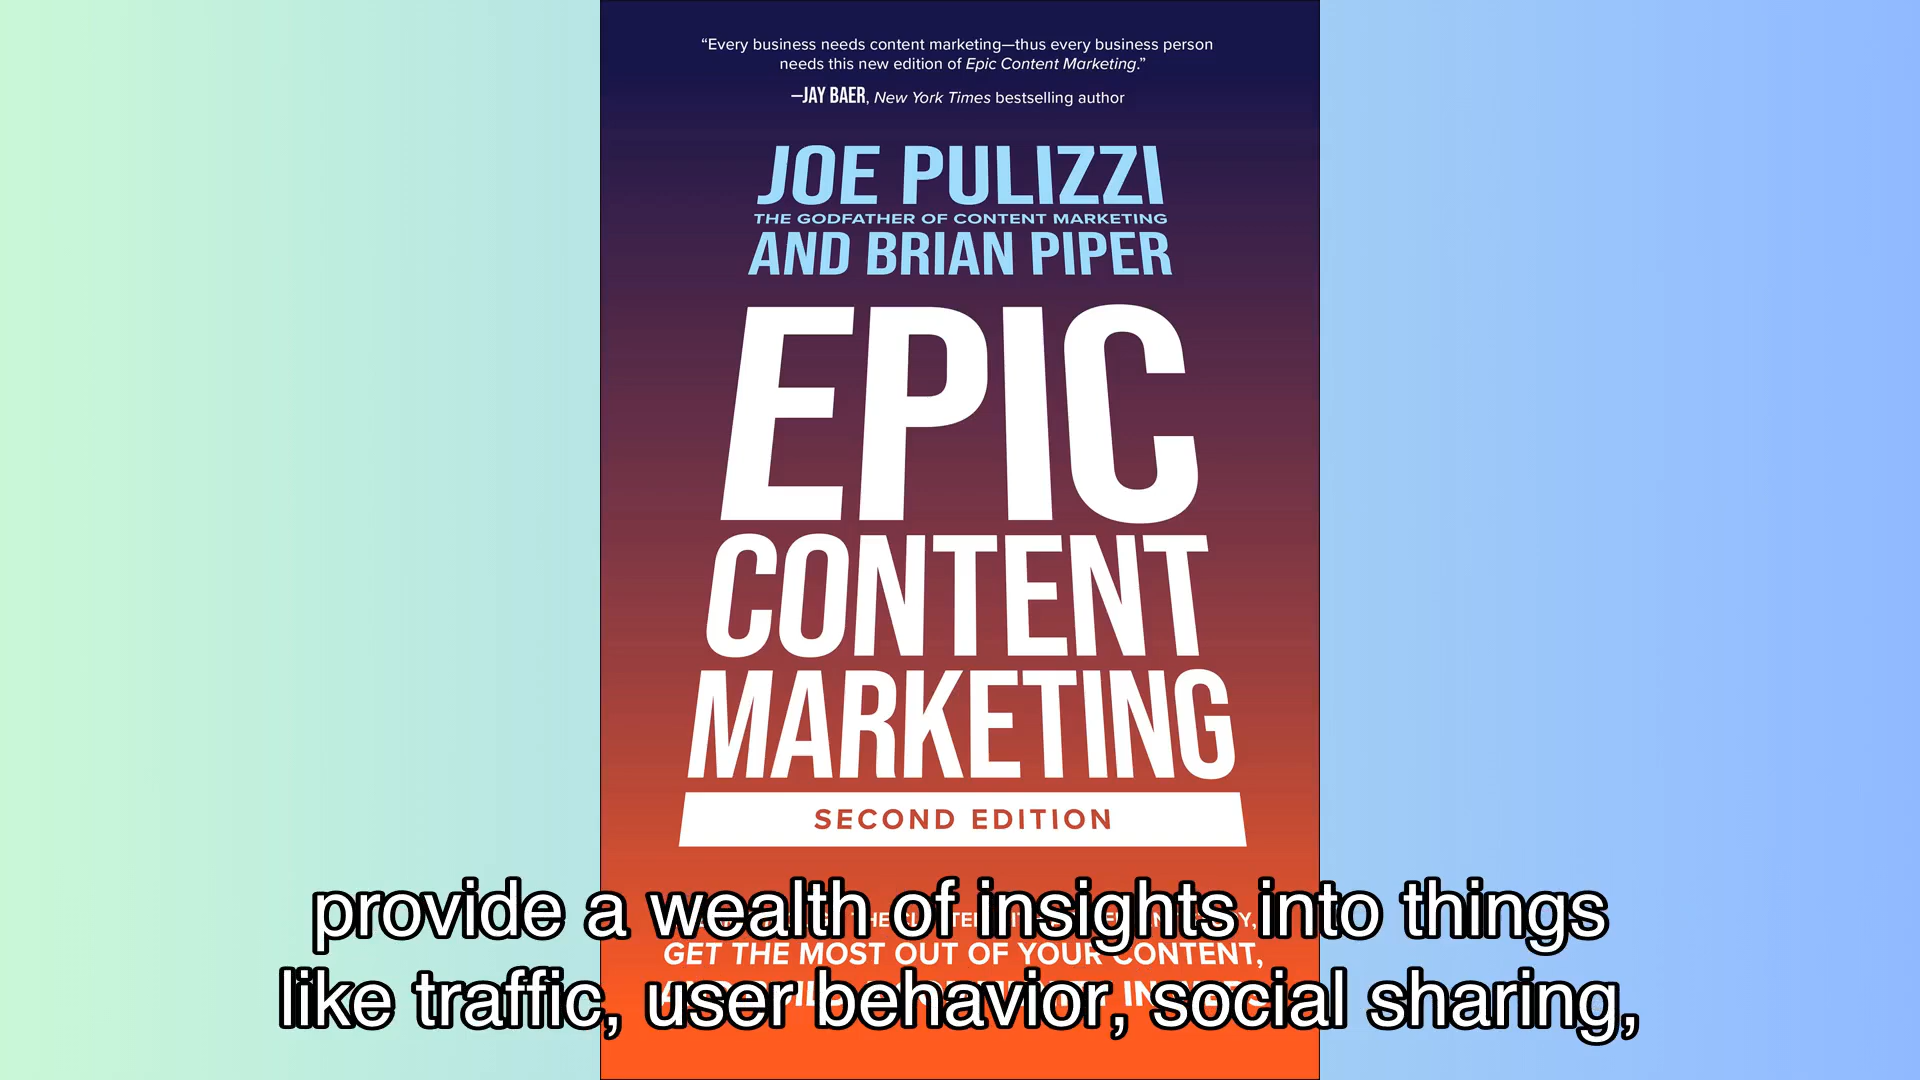 “Every business needs content marketing—thus every business person
needs this new edition of Epic Content Marketing.”
—JAY BAER, New York Times bestselling author
JOE PULIZZI
THE GODFATHER OF CONTENT MARKETING
AND BRIAN PIPER
EPIC
CONTENT
MARKETING
SECOND EDITION
provide a wealth of insights into things
GET THE MOST OUT OF YOUR CONTENT,
like traffic, user behavior, social sharing,